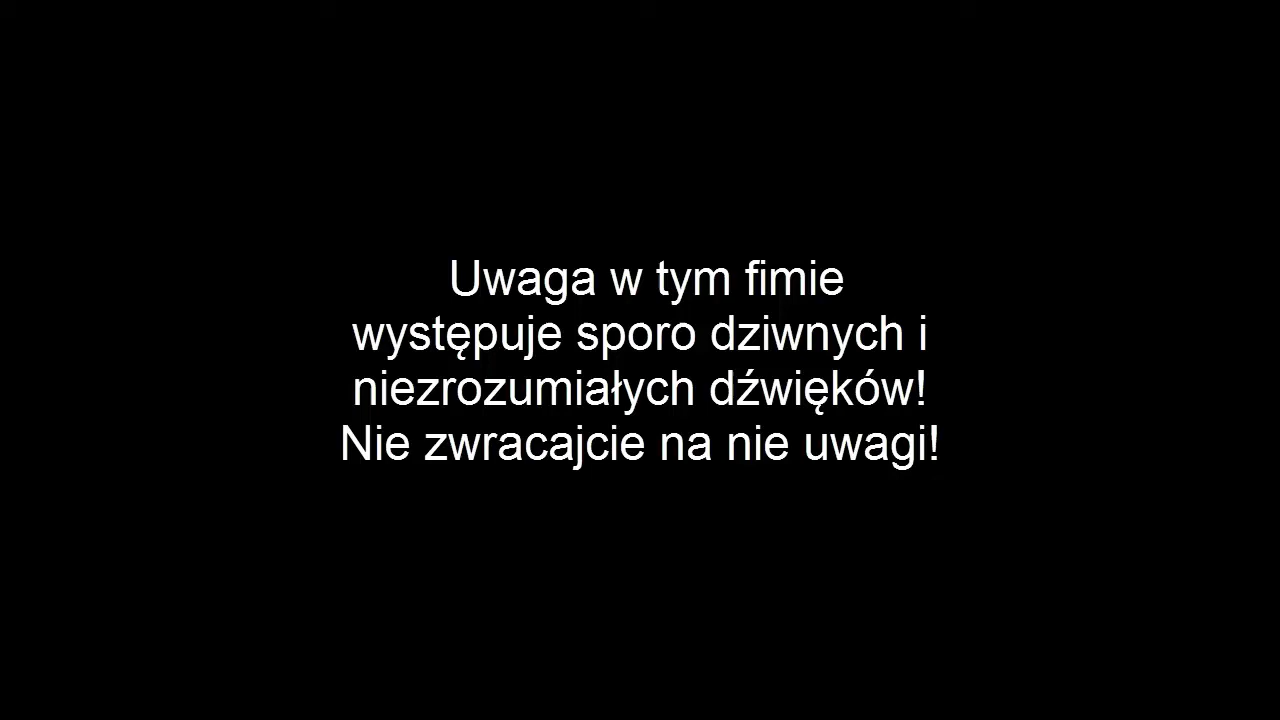 Uwaga w tym fimie
występuje sporo dziwnych i
niezrozumiałych dźwięków!
Nie zwracajcie na nie uwagi!